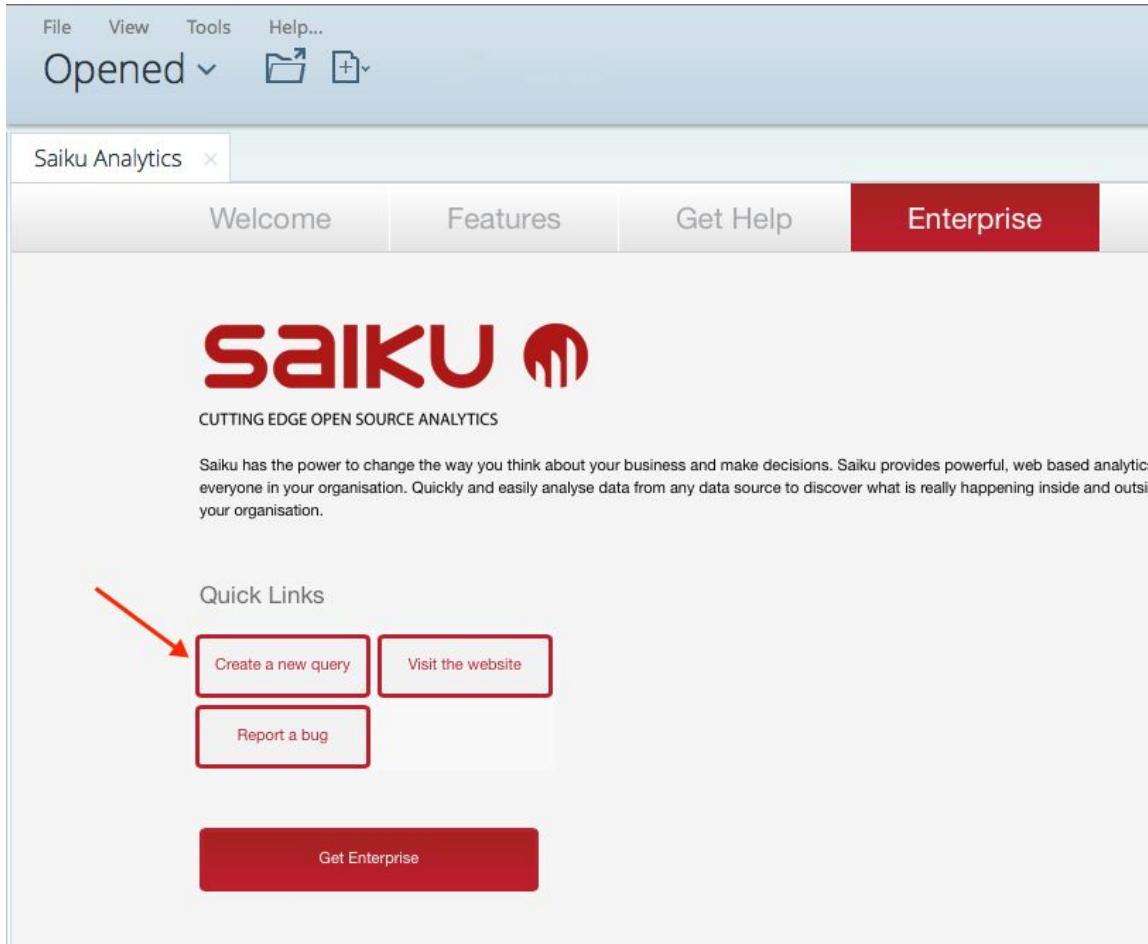 File View Tools Help...
Opened
Saiku Analytics ×
Welcome Features Get Help Enterprise
saiku
CUTTING EDGE OPEN SOURCE ANALYTICS
Saiku has the power to change the way you think about your business and make decisions. Saiku provides powerful, web based analytics
everyone in your organisation. Quickly and easily analyse data from any data source to discover what is really happening inside and outsi
your organisation.
Quick Links
Create a new query Visit the website
Report a bug
Get Enterprise